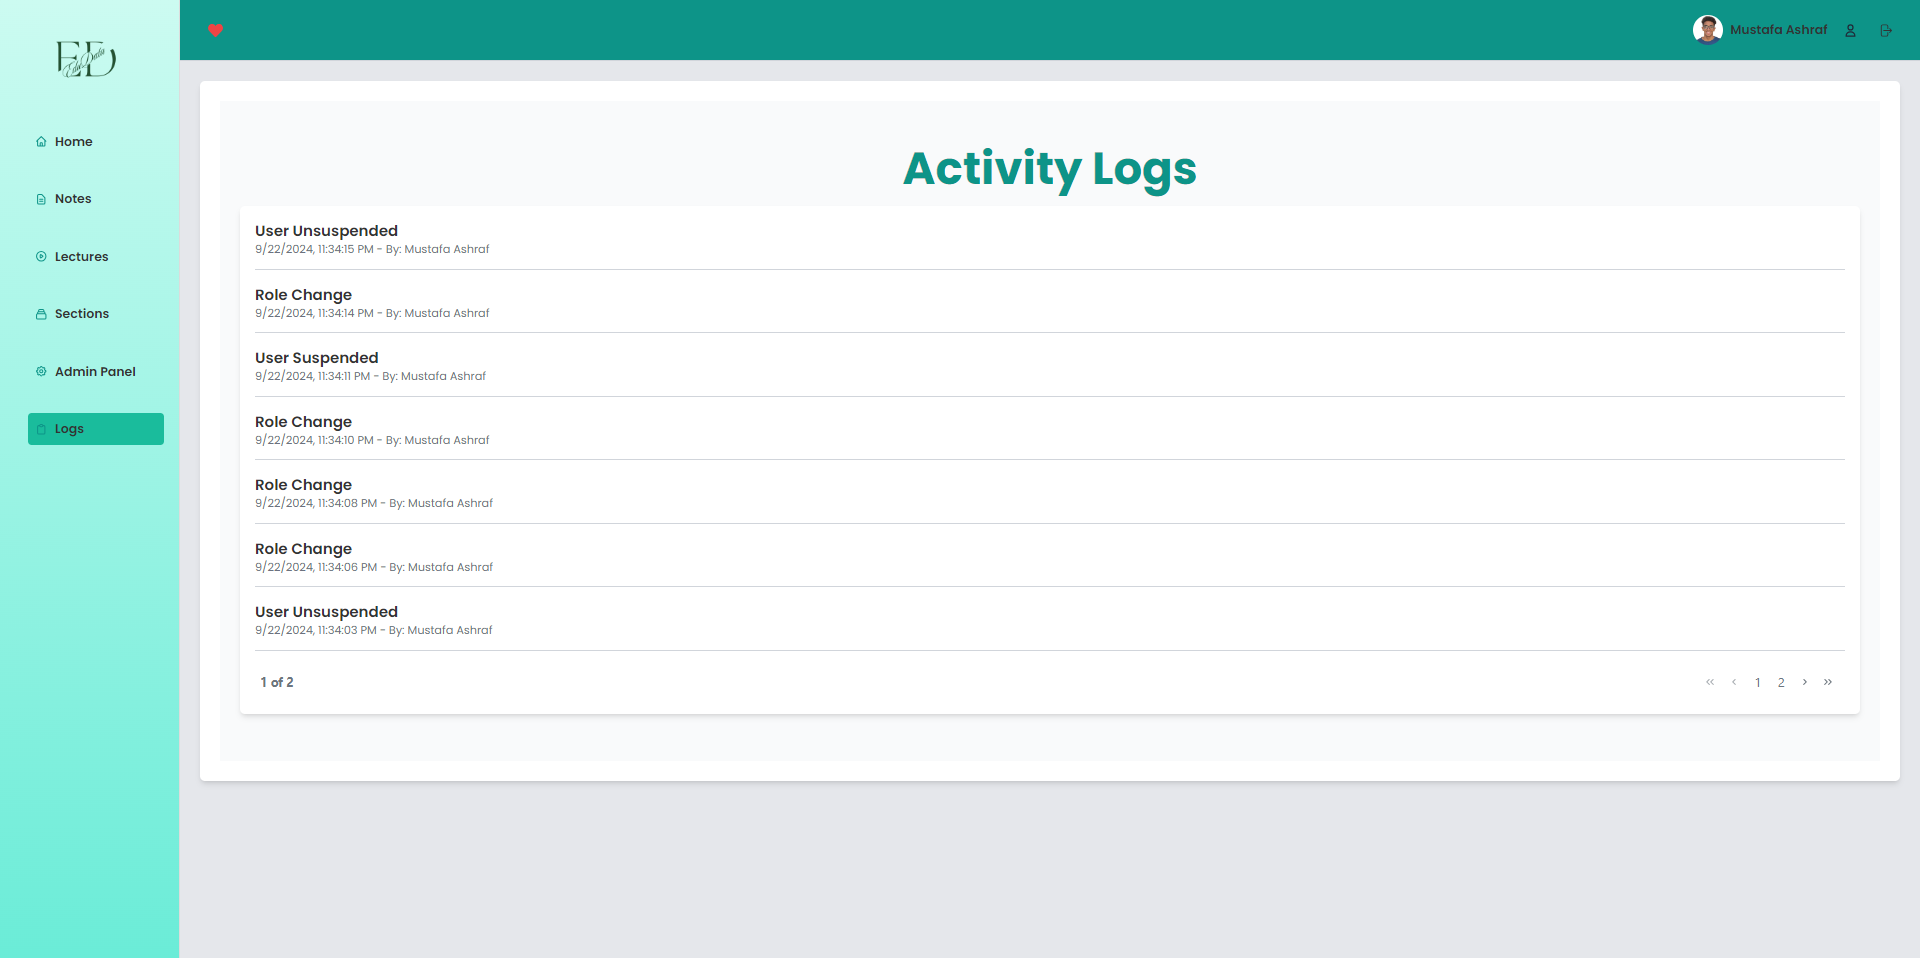 ED
Edu Data
Mustafa Ashraf
Home
Notes
Lectures
Sections
Admin Panel
Logs
Activity Logs
User Unsuspended
9/22/2024, 11:34:15 PM - By: Mustafa Ashraf
Role Change
9/22/2024, 11:34:14 PM - By: Mustafa Ashraf
User Suspended
9/22/2024, 11:34:11 PM - By: Mustafa Ashraf
Role Change
9/22/2024, 11:34:10 PM - By: Mustafa Ashraf
Role Change
9/22/2024, 11:34:08 PM - By: Mustafa Ashraf
Role Change
9/22/2024, 11:34:06 PM - By: Mustafa Ashraf
User Unsuspended
9/22/2024, 11:34:03 PM - By: Mustafa Ashraf
1 of 2
« ‹ 1 2 › »